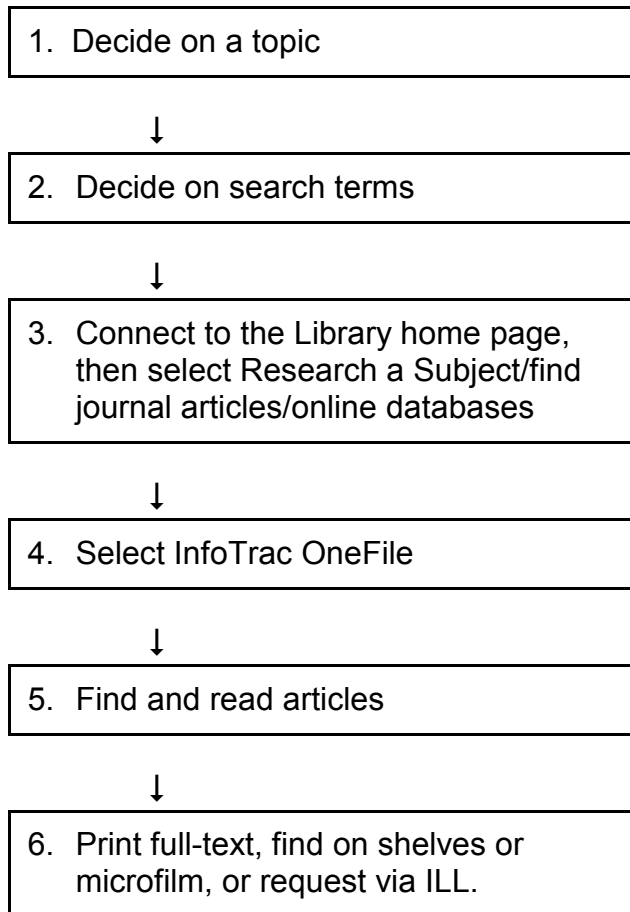 1. Decide on a topic
↓
2. Decide on search terms
↓
3. Connect to the Library home page,
then select Research a Subject/find
journal articles/online databases
↓
4. Select InfoTrac OneFile
↓
5. Find and read articles
↓
6. Print full-text, find on shelves or
microfilm, or request via ILL.